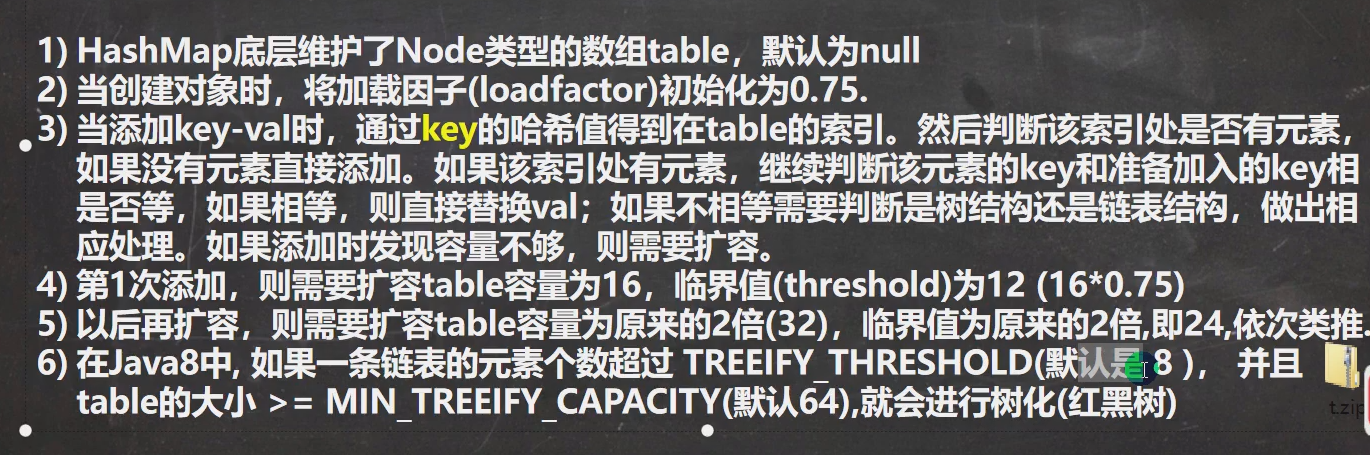 1) HashMap底层维护了Node类型的数组table，默认为null
2) 当创建对象时，将加载因子(loadfactor)初始化为0.75.
3) 当添加key-val时，通过key的哈希值得到在table的索引。然后判断该索引处是否有元素，
如果没有元素直接添加。如果该索引处有元素，继续判断该元素的key和准备加入的key相
是否等，如果相等，则直接替换val；如果不相等需要判断是树结构还是链表结构，做出相
应处理。如果添加时发现容量不够，则需要扩容。
4) 第1次添加，则需要扩容table容量为16，临界值(threshold)为12 (16*0.75)
5) 以后再扩容，则需要扩容table容量为原来的2倍(32)，临界值为原来的2倍,即24,依次类推.
6) 在Java8中, 如果一条链表的元素个数超过 TREEIFY_THRESHOLD(默认是 8 )， 并且
table的大小 >= MIN_TREEIFY_CAPACITY(默认64),就会进行树化(红黑树)
t.zip